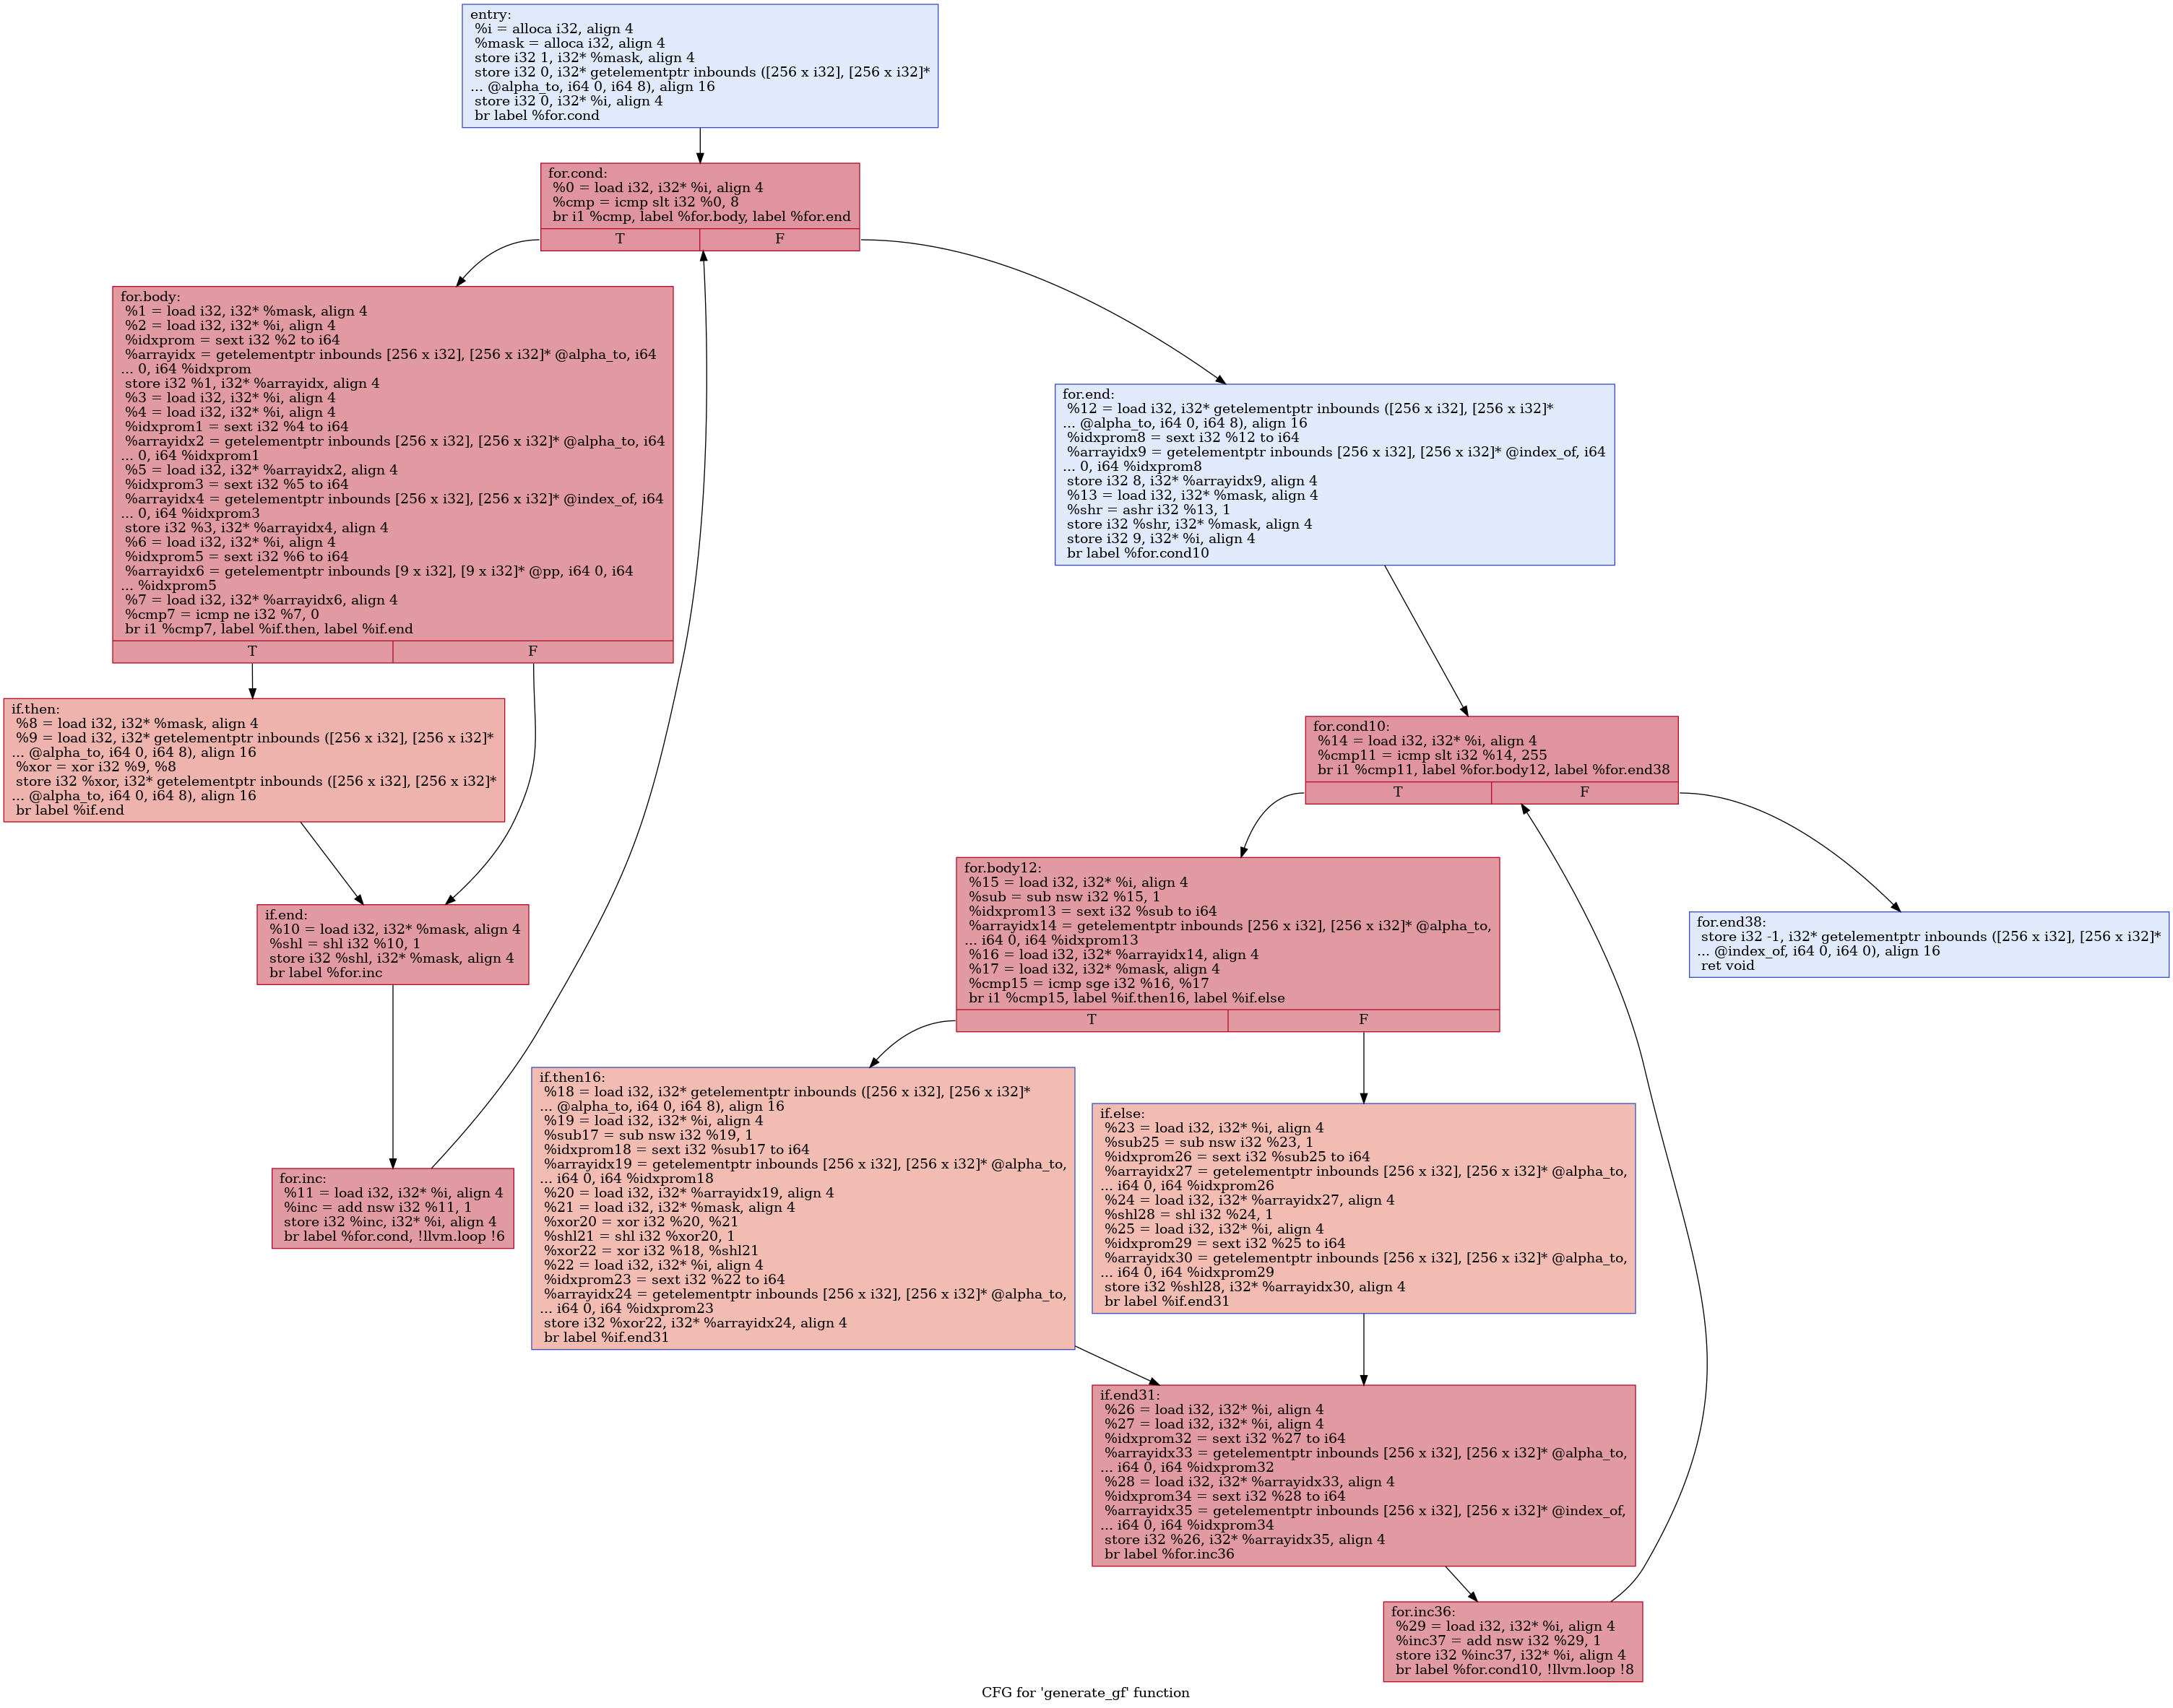 entry:
%i = alloca i32, align 4
%mask = alloca i32, align 4
store i32 1, i32* %mask, align 4
store i32 0, i32* getelementptr inbounds ([256 x i32], [256 x i32]*
... @alpha_to, i64 0, i64 8), align 16
store i32 0, i32* %i, align 4
br label %for.cond
for.cond:
%0 = load i32, i32* %i, align 4
%cmp = icmp slt i32 %0, 8
br i1 %cmp, label %for.body, label %for.end
T
F
for.body:
%1 = load i32, i32* %mask, align 4
%2 = load i32, i32* %i, align 4
%idxprom = sext i32 %2 to i64
%arrayidx = getelementptr inbounds [256 x i32], [256 x i32]* @alpha_to, i64
... 0, i64 %idxprom
store i32 %1, i32* %arrayidx, align 4
%3 = load i32, i32* %i, align 4
%4 = load i32, i32* %i, align 4
%idxprom1 = sext i32 %4 to i64
%arrayidx2 = getelementptr inbounds [256 x i32], [256 x i32]* @alpha_to, i64
... 0, i64 %idxprom1
%5 = load i32, i32* %arrayidx2, align 4
%idxprom3 = sext i32 %5 to i64
%arrayidx4 = getelementptr inbounds [256 x i32], [256 x i32]* @index_of, i64
... 0, i64 %idxprom3
store i32 %3, i32* %arrayidx4, align 4
%6 = load i32, i32* %i, align 4
%idxprom5 = sext i32 %6 to i64
%arrayidx6 = getelementptr inbounds [9 x i32], [9 x i32]* @pp, i64 0, i64
... %idxprom5
%7 = load i32, i32* %arrayidx6, align 4
%cmp7 = icmp ne i32 %7, 0
br i1 %cmp7, label %if.then, label %if.end
T
F
for.end:
%12 = load i32, i32* getelementptr inbounds ([256 x i32], [256 x i32]*
... @alpha_to, i64 0, i64 8), align 16
%idxprom8 = sext i32 %12 to i64
%arrayidx9 = getelementptr inbounds [256 x i32], [256 x i32]* @index_of, i64
... 0, i64 %idxprom8
store i32 8, i32* %arrayidx9, align 4
%13 = load i32, i32* %mask, align 4
%shr = ashr i32 %13, 1
store i32 %shr, i32* %mask, align 4
store i32 9, i32* %i, align 4
br label %for.cond10
if.then:
%8 = load i32, i32* %mask, align 4
%9 = load i32, i32* getelementptr inbounds ([256 x i32], [256 x i32]*
... @alpha_to, i64 0, i64 8), align 16
%xor = xor i32 %9, %8
store i32 %xor, i32* getelementptr inbounds ([256 x i32], [256 x i32]*
... @alpha_to, i64 0, i64 8), align 16
br label %if.end
for.cond10:
%14 = load i32, i32* %i, align 4
%cmp11 = icmp slt i32 %14, 255
br i1 %cmp11, label %for.body12, label %for.end38
T
F
if.end:
%10 = load i32, i32* %mask, align 4
%shl = shl i32 %10, 1
store i32 %shl, i32* %mask, align 4
br label %for.inc
for.body12:
%15 = load i32, i32* %i, align 4
%sub = sub nsw i32 %15, 1
%idxprom13 = sext i32 %sub to i64
%arrayidx14 = getelementptr inbounds [256 x i32], [256 x i32]* @alpha_to,
... i64 0, i64 %idxprom13
%16 = load i32, i32* %arrayidx14, align 4
%17 = load i32, i32* %mask, align 4
%cmp15 = icmp sge i32 %16, %17
br i1 %cmp15, label %if.then16, label %if.else
T
F
for.end38:
store i32 -1, i32* getelementptr inbounds ([256 x i32], [256 x i32]*
... @index_of, i64 0, i64 0), align 16
ret void
for.inc:
%11 = load i32, i32* %i, align 4
%inc = add nsw i32 %11, 1
store i32 %inc, i32* %i, align 4
br label %for.cond, !llvm.loop !6
if.then16:
%18 = load i32, i32* getelementptr inbounds ([256 x i32], [256 x i32]*
... @alpha_to, i64 0, i64 8), align 16
%19 = load i32, i32* %i, align 4
%sub17 = sub nsw i32 %19, 1
%idxprom18 = sext i32 %sub17 to i64
%arrayidx19 = getelementptr inbounds [256 x i32], [256 x i32]* @alpha_to,
... i64 0, i64 %idxprom18
%20 = load i32, i32* %arrayidx19, align 4
%21 = load i32, i32* %mask, align 4
%xor20 = xor i32 %20, %21
%shl21 = shl i32 %xor20, 1
%xor22 = xor i32 %18, %shl21
%22 = load i32, i32* %i, align 4
%idxprom23 = sext i32 %22 to i64
%arrayidx24 = getelementptr inbounds [256 x i32], [256 x i32]* @alpha_to,
... i64 0, i64 %idxprom23
store i32 %xor22, i32* %arrayidx24, align 4
br label %if.end31
if.else:
%23 = load i32, i32* %i, align 4
%sub25 = sub nsw i32 %23, 1
%idxprom26 = sext i32 %sub25 to i64
%arrayidx27 = getelementptr inbounds [256 x i32], [256 x i32]* @alpha_to,
... i64 0, i64 %idxprom26
%24 = load i32, i32* %arrayidx27, align 4
%shl28 = shl i32 %24, 1
%25 = load i32, i32* %i, align 4
%idxprom29 = sext i32 %25 to i64
%arrayidx30 = getelementptr inbounds [256 x i32], [256 x i32]* @alpha_to,
... i64 0, i64 %idxprom29
store i32 %shl28, i32* %arrayidx30, align 4
br label %if.end31
if.end31:
%26 = load i32, i32* %i, align 4
%27 = load i32, i32* %i, align 4
%idxprom32 = sext i32 %27 to i64
%arrayidx33 = getelementptr inbounds [256 x i32], [256 x i32]* @alpha_to,
... i64 0, i64 %idxprom32
%28 = load i32, i32* %arrayidx33, align 4
%idxprom34 = sext i32 %28 to i64
%arrayidx35 = getelementptr inbounds [256 x i32], [256 x i32]* @index_of,
... i64 0, i64 %idxprom34
store i32 %26, i32* %arrayidx35, align 4
br label %for.inc36
for.inc36:
%29 = load i32, i32* %i, align 4
%inc37 = add nsw i32 %29, 1
store i32 %inc37, i32* %i, align 4
br label %for.cond10, !llvm.loop !8
CFG for 'generate_gf' function